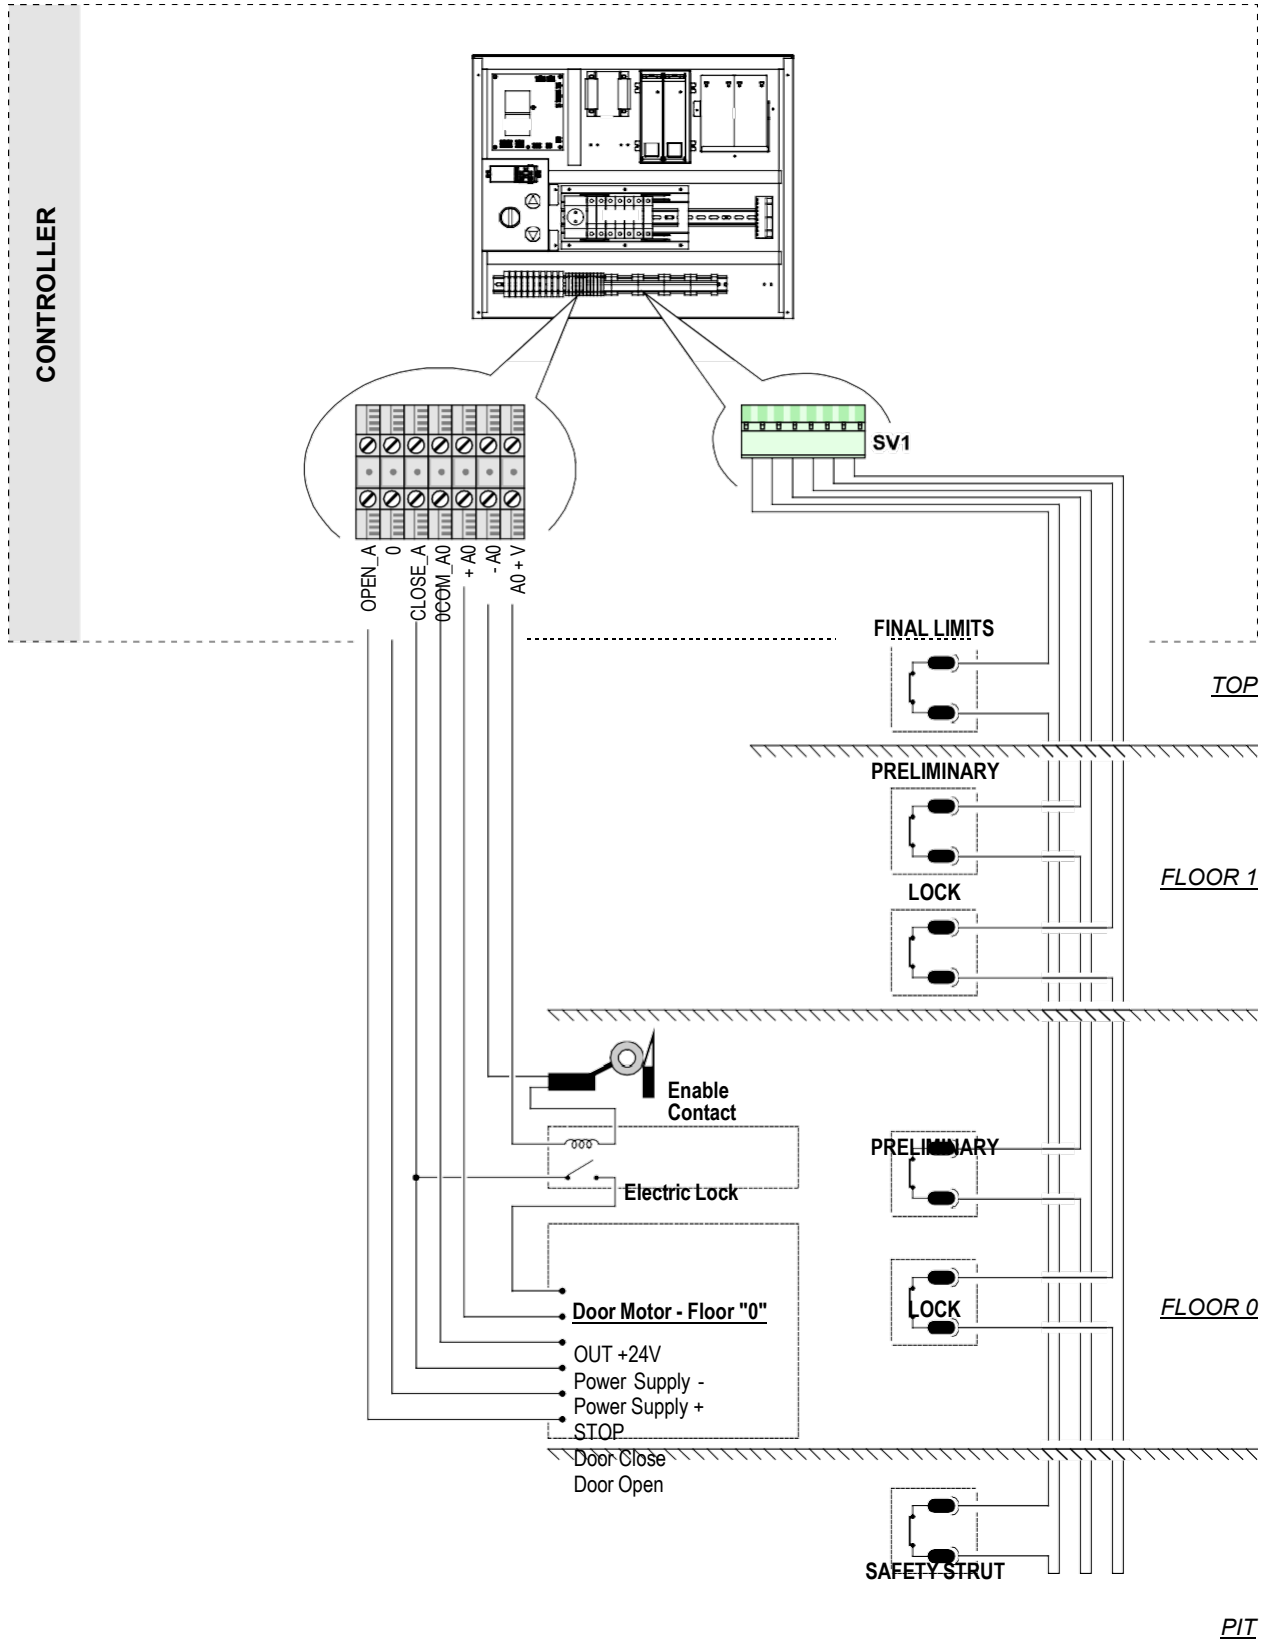 CONTROLLER
SV1
OPEN_A
0
CLOSE_A
0COM_A0
+ A0
- A0
A0 + V
FINAL LIMITS
TOP
PRELIMINARY
FLOOR 1
LOCK
Enable
Contact
PRELIMINARY
Electric Lock
Door Motor - Floor "0"
LOCK
FLOOR 0
OUT +24V
Power Supply -
Power Supply +
STOP
Door Close
Door Open
SAFETY STRUT
PIT